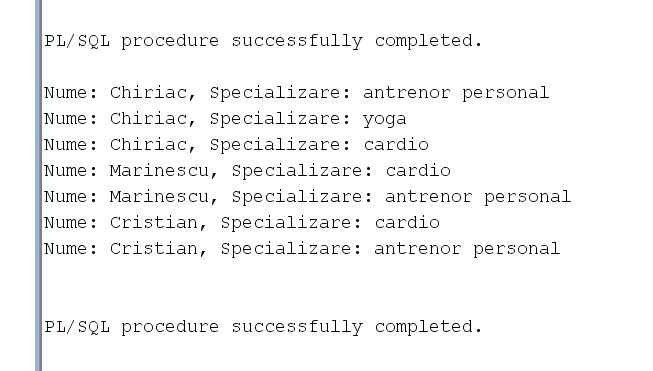 PL/SQL procedure successfully completed.
Nume: Chiriac, Specializare: antrenor personal
Nume: Chiriac, Specializare: yoga
Nume: Chiriac, Specializare: cardio
Nume: Marinescu, Specializare: cardio
Nume: Marinescu, Specializare: antrenor personal
Nume: Cristian, Specializare: cardio
Nume: Cristian, Specializare: antrenor personal
PL/SQL procedure successfully completed.